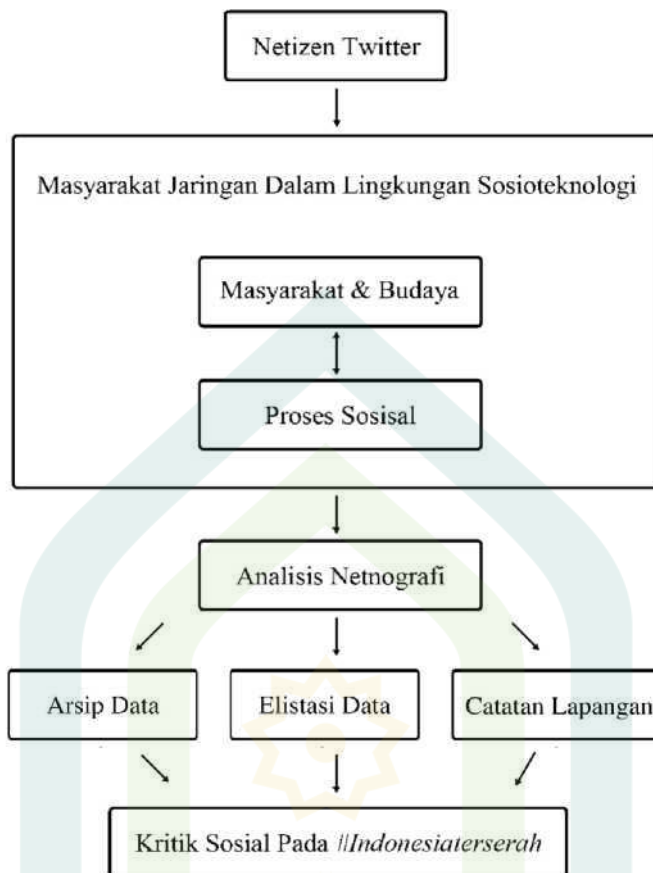 Netizen Twitter
Masyarakat Jaringan Dalam Lingkungan Sosioteknologi
Masyarakat & Budaya
Proses Sosisal
Analisis Netnografi
Arsip Data
Elistasi Data
Catatan Lapangan
Kritik Sosial Pada #Indonesiaterserah